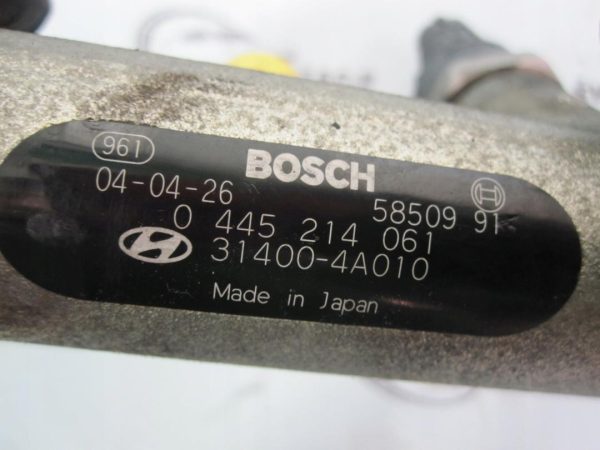 961 BOSCH
04-04-26 58509 91
0 445 214 061
31400-4A010
Made in Japan